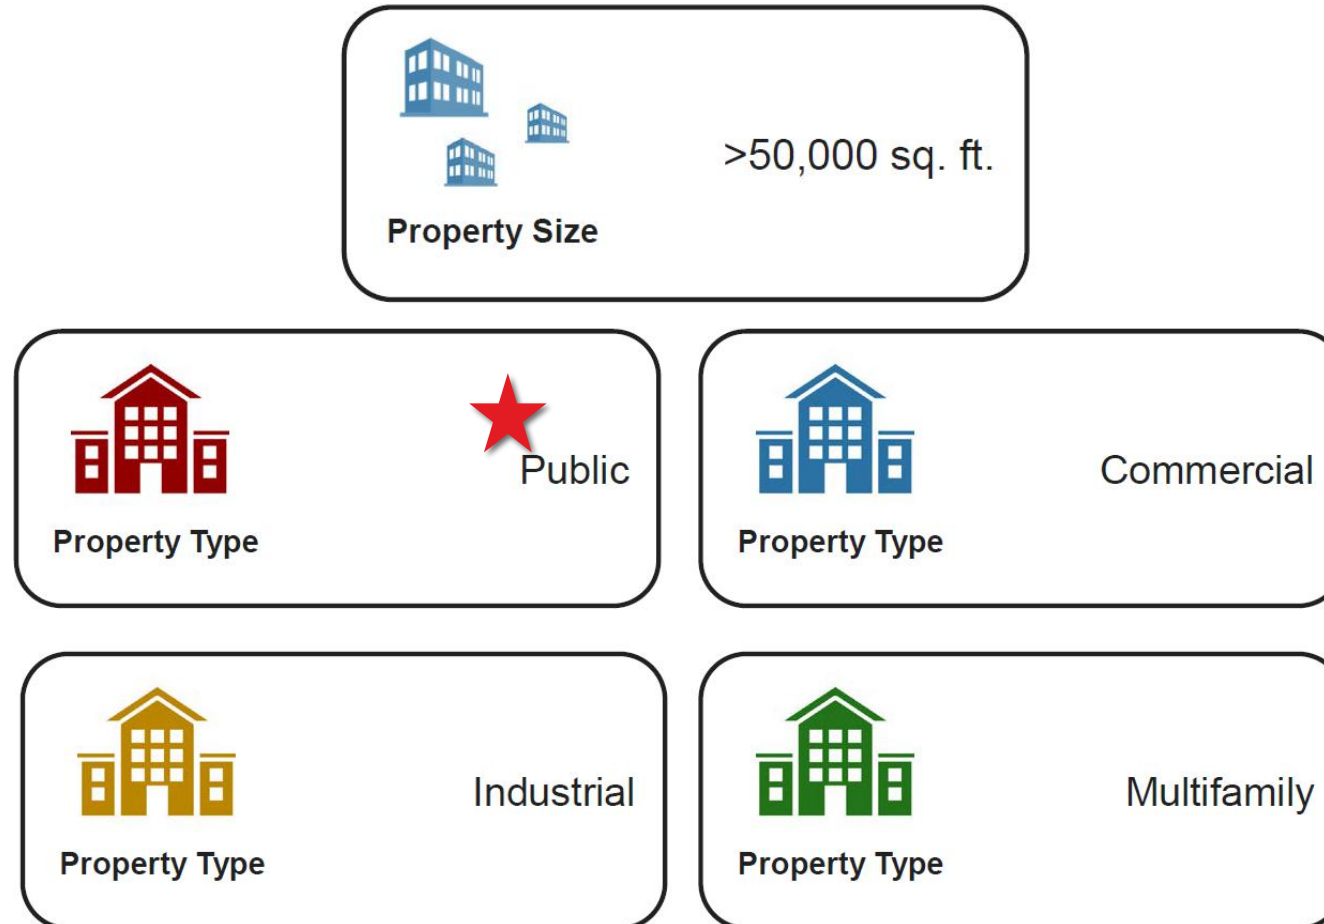 >50,000 sq. ft.
Property Size
Public
Property Type
Commercial
Property Type
Industrial
Property Type
Multifamily
Property Type